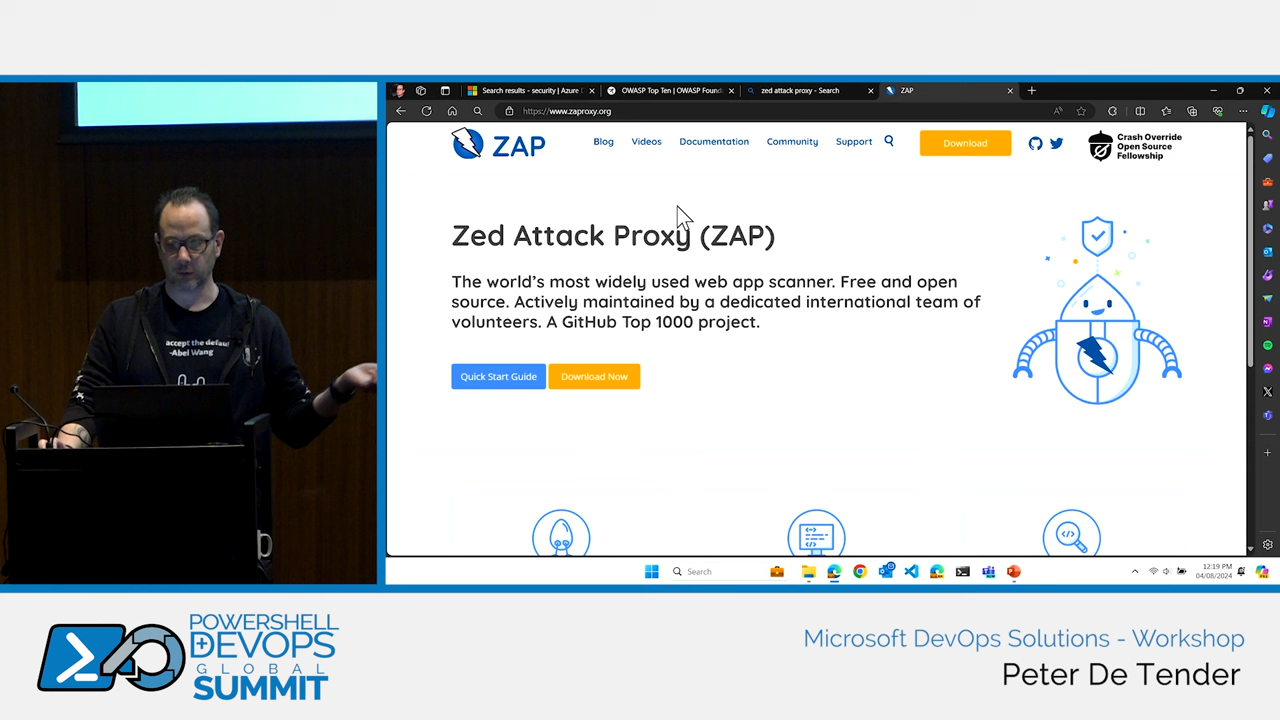 accept the defau
-Abel Wang
Search results - security | Azure D
OWASP Top Ten | OWASP Found
zed attack proxy - Search
ZAP
https://www.zaproxy.org
ZAP
Blog
Videos
Documentation
Community
Support
Download
Crash Override
Open Source
Fellowship
Zed Attack Proxy (ZAP)
The world's most widely used web app scanner. Free and open
source. Actively maintained by a dedicated international team of
volunteers. A GitHub Top 1000 project.
Quick Start Guide
Download Now
Search
12:19 PM
04/08/2024
POWERSHELL
DEVOPS
GLOBAL
SUMMIT
Microsoft DevOps Solutions - Workshop
Peter De Tender